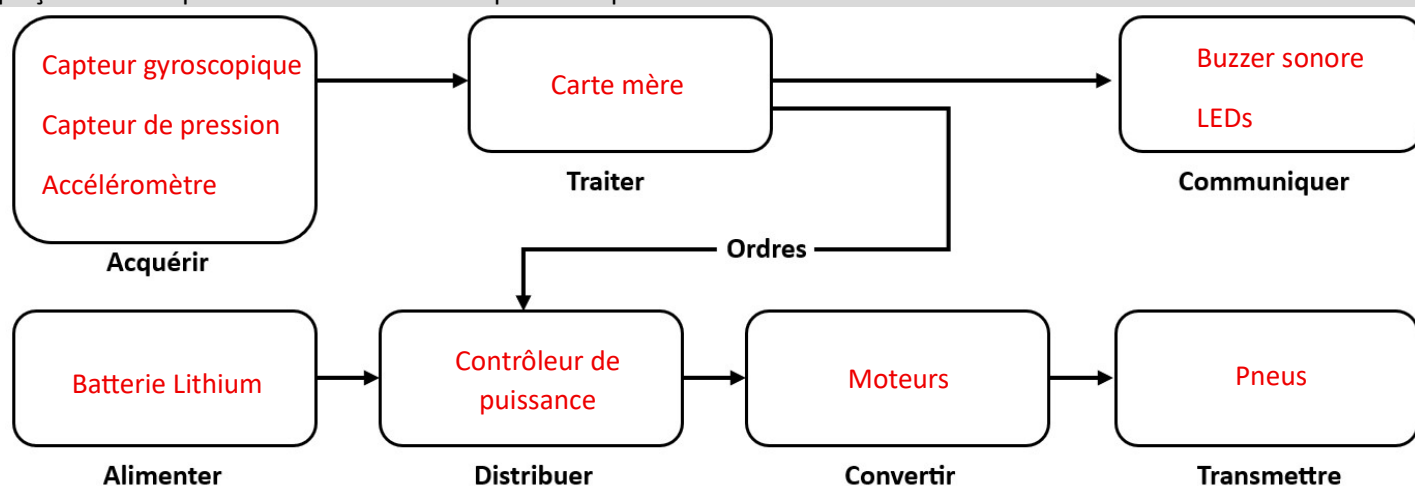 Capteur gyroscopique
Capteur de pression
Accéléromètre
Acquérir
Carte mère
Traiter
Buzzer sonore
LEDs
Communiquer
Ordres
Batterie Lithium
Alimenter
Contrôleur de
puissance
Distribuer
Moteurs
Convertir
Pneus
Transmettre